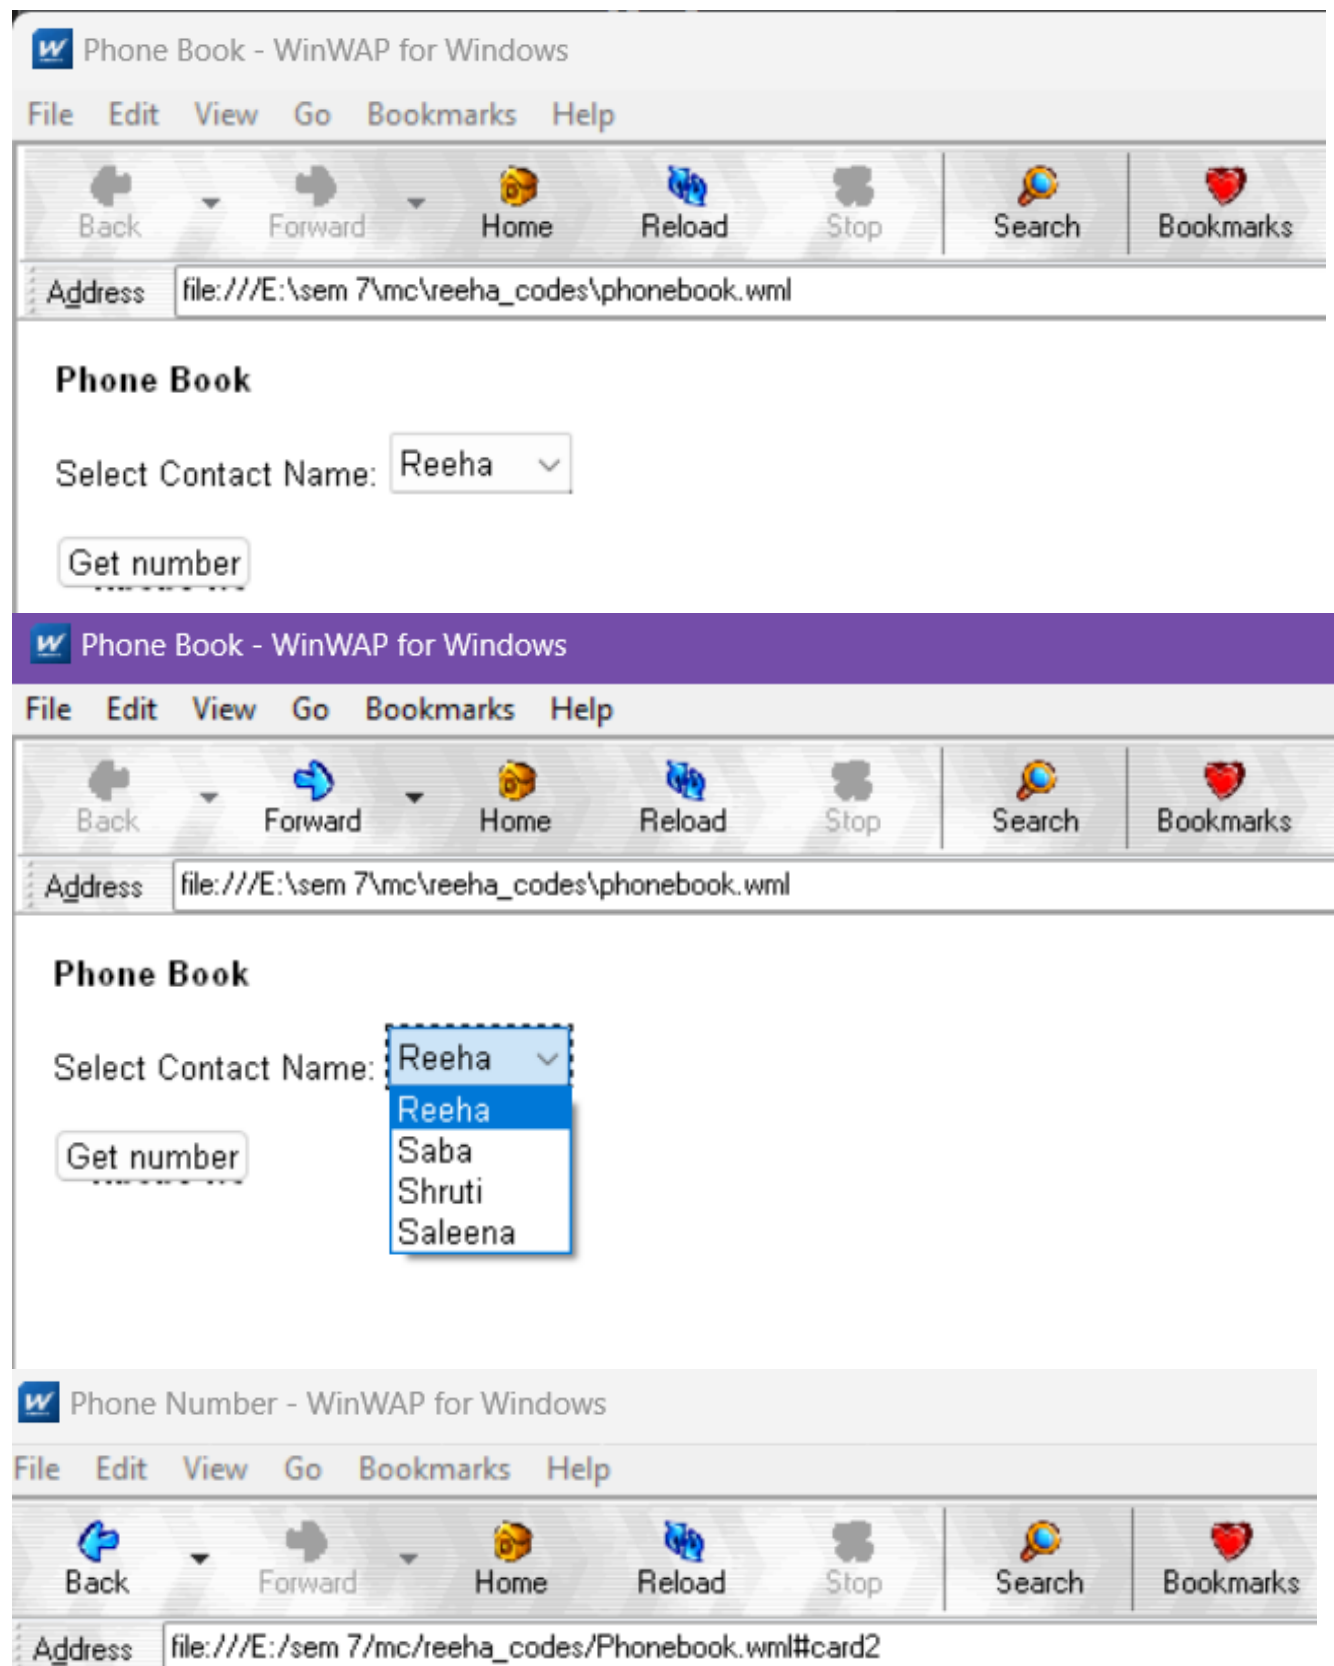 Phone Book - WinWAP for Windows
File Edit View Go Bookmarks Help
Back Forward Home Reload Stop Search Bookmarks
Address file:///E:\sem 7\mc\reeha_codes\phonebook.wml
Phone Book
Select Contact Name: Reeha
Get number
Phone Book - WinWAP for Windows
File Edit View Go Bookmarks Help
Back Forward Home Reload Stop Search Bookmarks
Address file:///E:\sem 7\mc\reeha_codes\phonebook.wml
Phone Book
Select Contact Name: Reeha
Reeha
Saba
Shruti
Saleena
Get number
Phone Number - WinWAP for Windows
File Edit View Go Bookmarks Help
Back Forward Home Reload Stop Search Bookmarks
Address file:///E:/sem 7/mc/reeha_codes/Phonebook.wml#card2